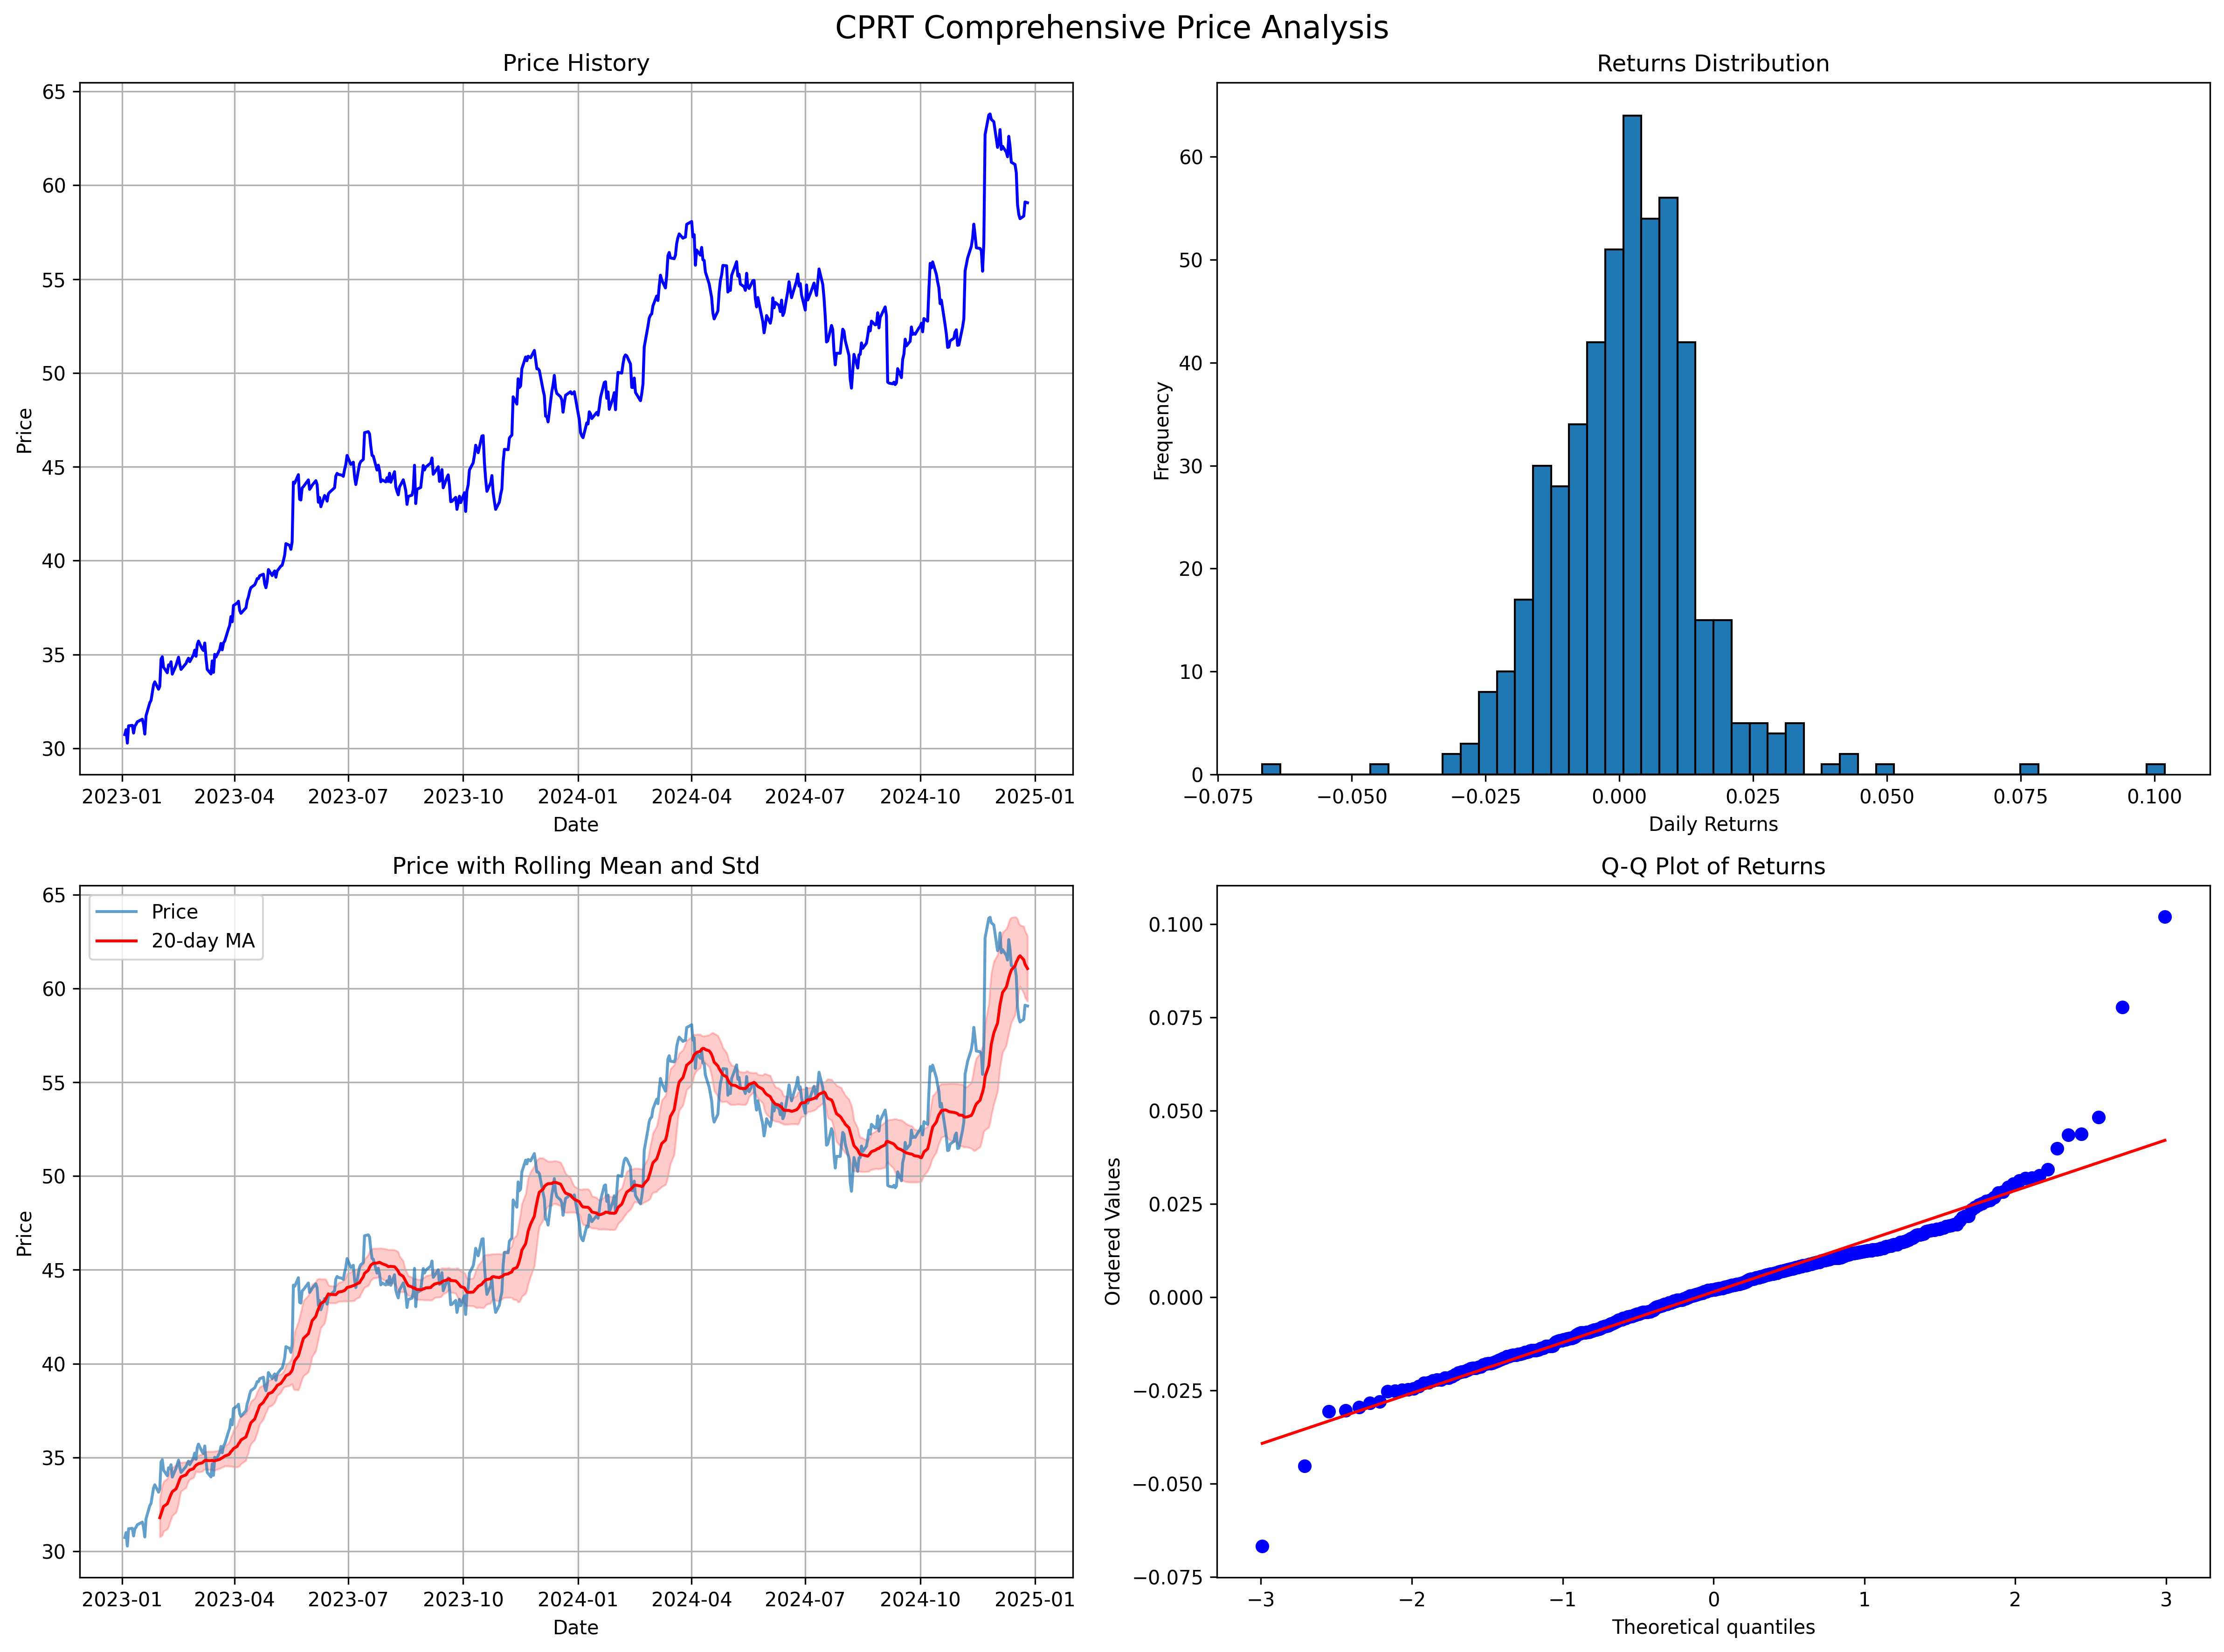 CPRT Comprehensive Price Analysis
Price History
65
60
55
50
45
40
35
30
Price
2023-01 2023-04 2023-07 2023-10 2024-01 2024-04 2024-07 2024-10 2025-01
Date
Returns Distribution
60
50
40
30
20
10
0
Frequency
−0.075 −0.050 −0.025 0.000 0.025 0.050 0.075 0.100
Daily Returns
Price with Rolling Mean and Std
Price
20-day MA
65
60
55
50
45
40
35
30
Price
2023-01 2023-04 2023-07 2023-10 2024-01 2024-04 2024-07 2024-10 2025-01
Date
Q-Q Plot of Returns
0.100
0.075
0.050
0.025
0.000
−0.025
−0.050
−0.075
Ordered Values
−3 −2 −1 0 1 2 3
Theoretical quantiles